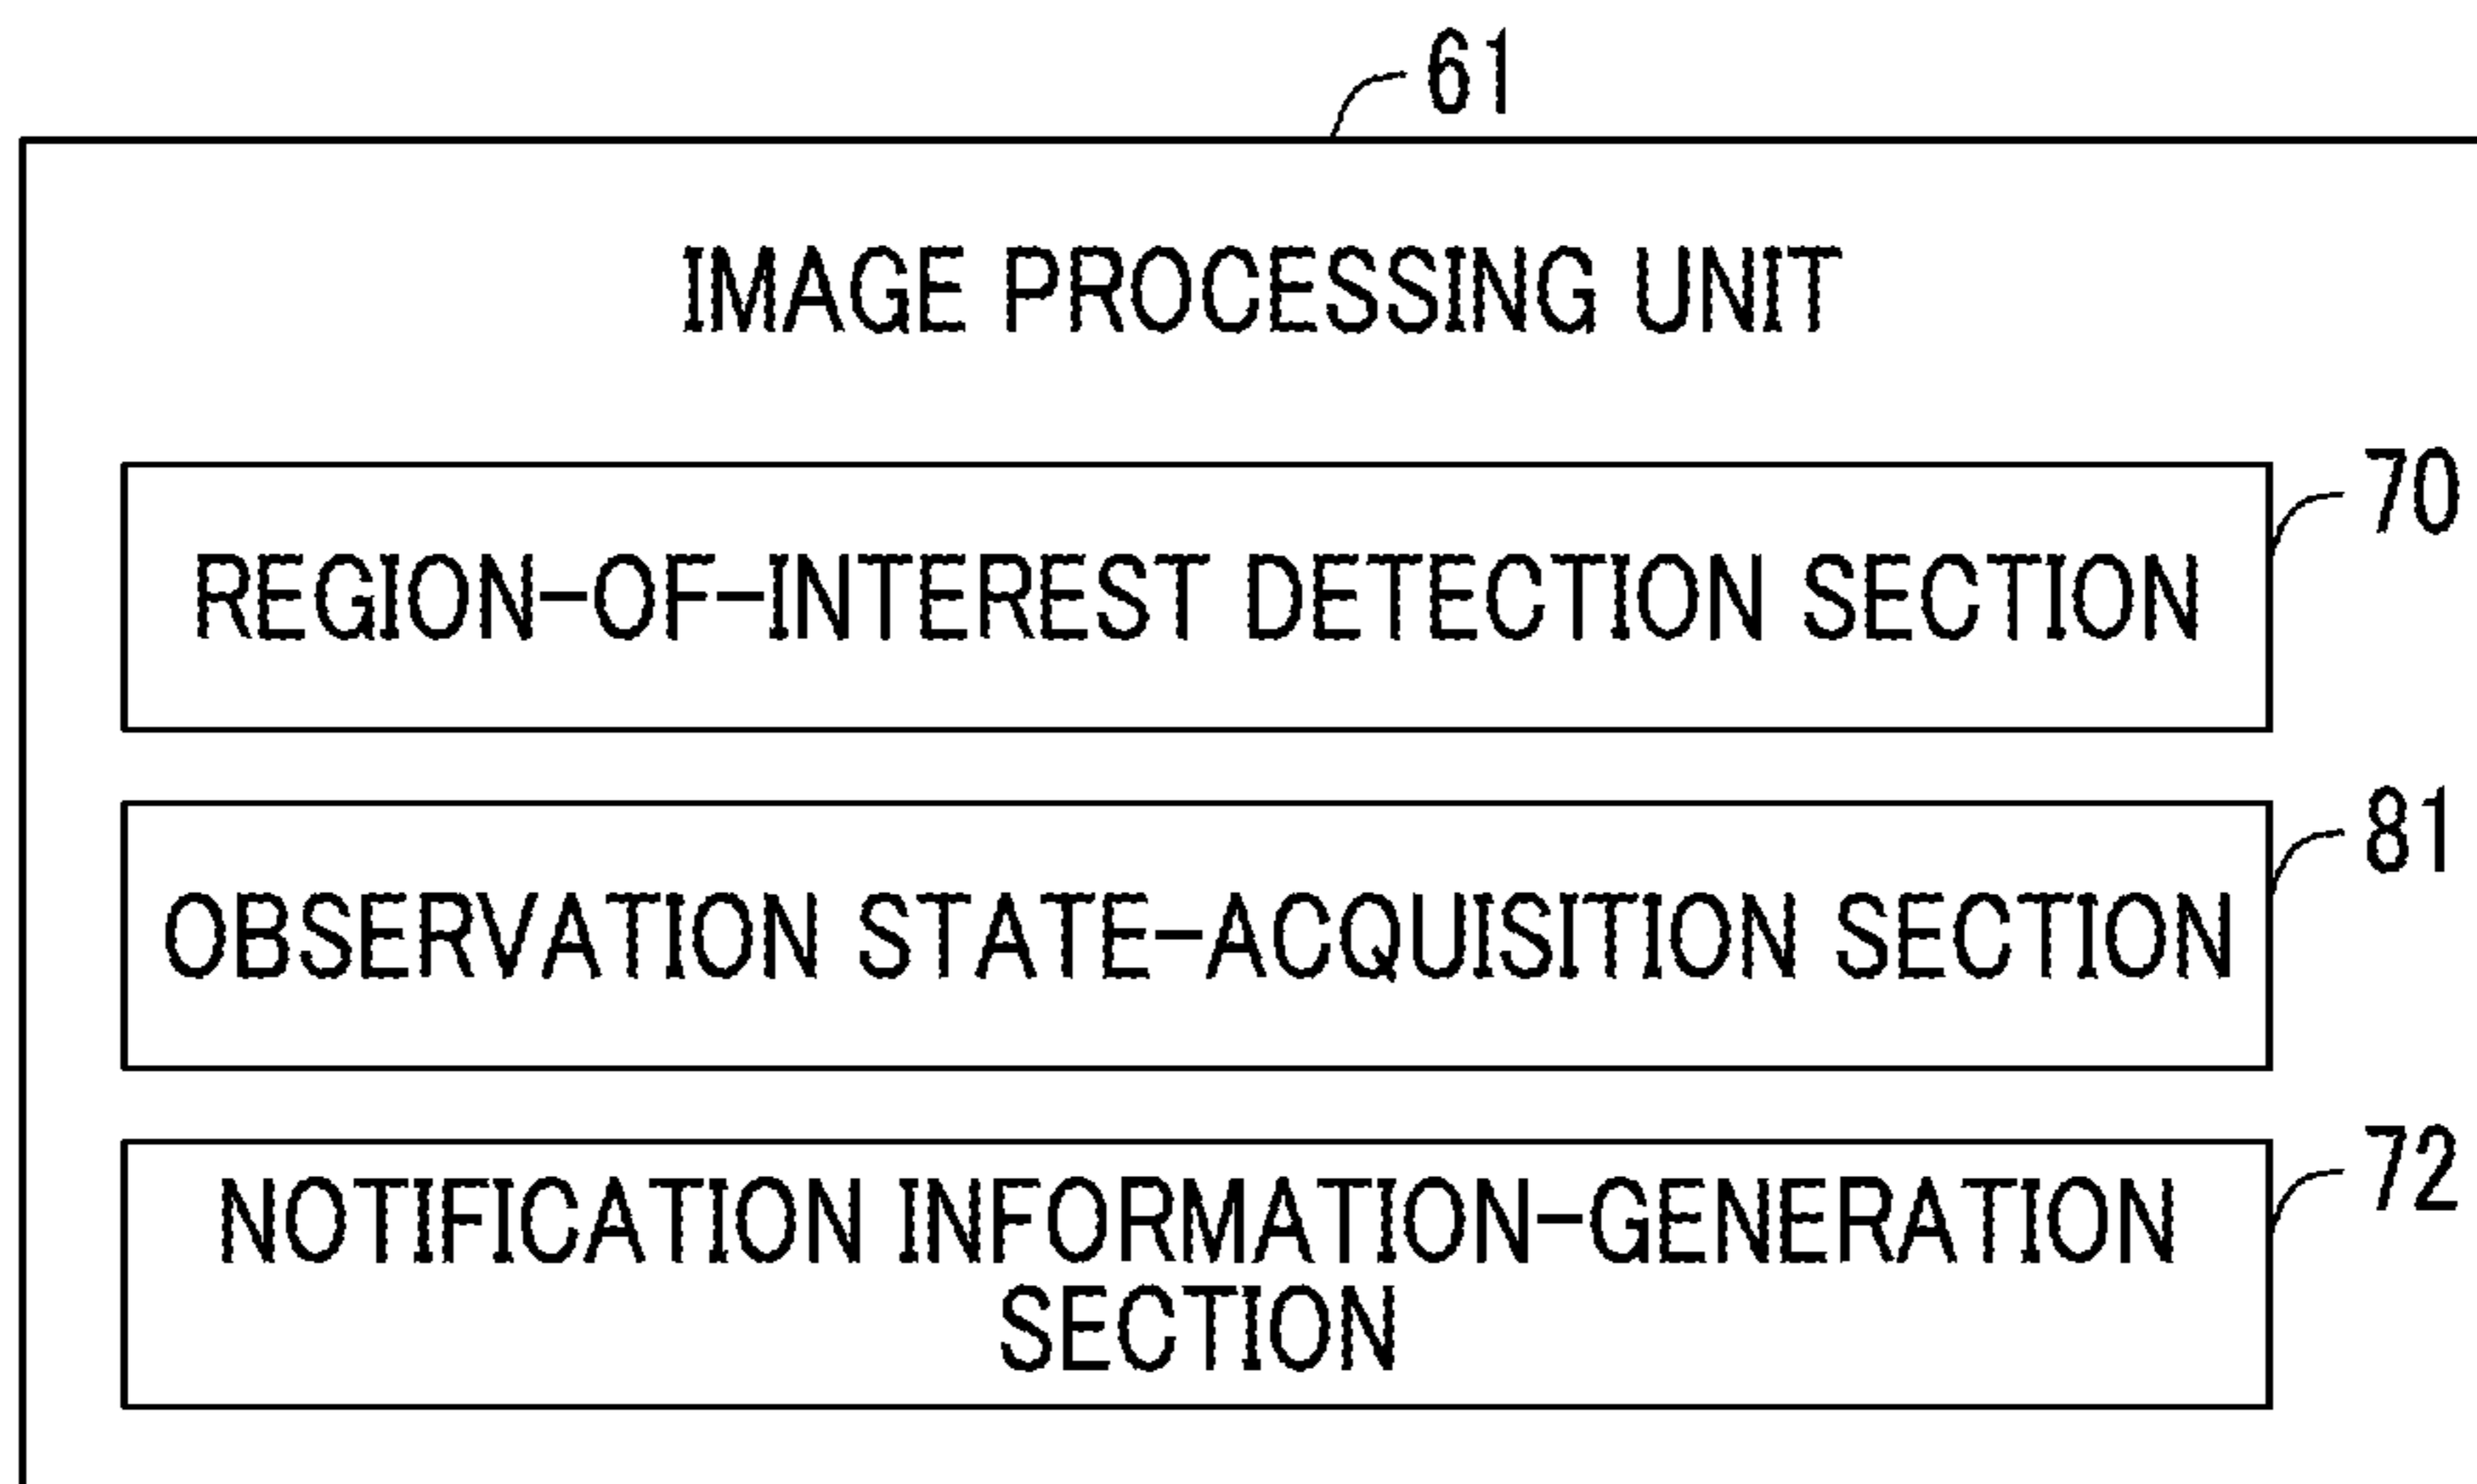 61
IMAGE PROCESSING UNIT
70
REGION-OF-INTEREST DETECTION SECTION
81
OBSERVATION STATE-ACQUISITION SECTION
72
NOTIFICATION INFORMATION-GENERATION
SECTION